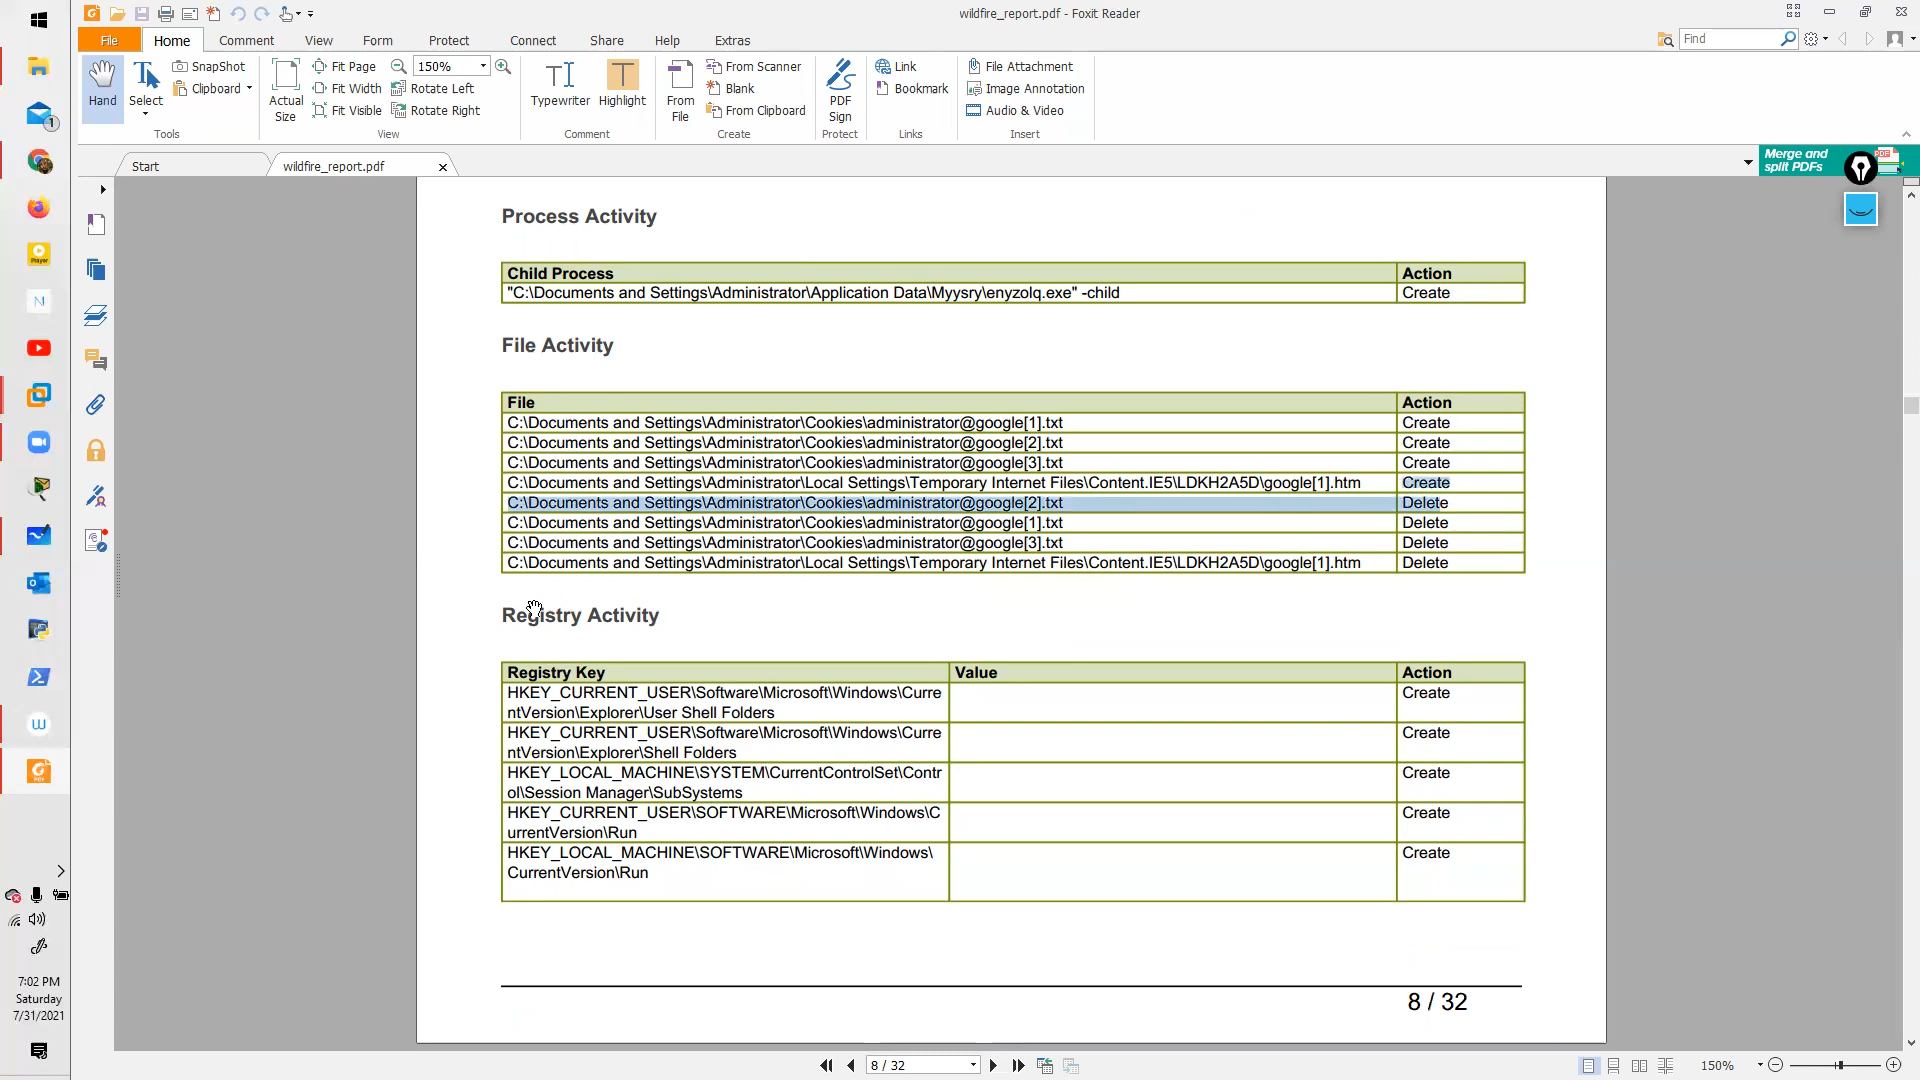 wildfire_report.pdf - Foxit Reader
File Home Comment View Form Protect Connect Share Help Extras
Find
Hand
Select
SnapShot
Clipboard
Tools
Actual Size
Fit Page
Fit Width
Fit Visible
150%
Rotate Left
Rotate Right
View
Typewriter
Highlight
Comment
From File
From Scanner
Blank
From Clipboard
Create
PDF Sign
Protect
Link
Bookmark
Links
File Attachment
Image Annotation
Audio & Video
Insert
Start
wildfire_report.pdf
Merge and
split PDFs
PDF
Process Activity
Child Process Action
"C:\Documents and Settings\Administrator\Application Data\Myysry\enyzolq.exe" -child Create
File Activity
File Action
C:\Documents and Settings\Administrator\Cookies\administrator@google[1].txt Create
C:\Documents and Settings\Administrator\Cookies\administrator@google[2].txt Create
C:\Documents and Settings\Administrator\Cookies\administrator@google[3].txt Create
C:\Documents and Settings\Administrator\Local Settings\Temporary Internet Files\Content.IE5\LDKH2A5D\google[1].htm Create
C:\Documents and Settings\Administrator\Cookies\administrator@google[2].txt Delete
C:\Documents and Settings\Administrator\Cookies\administrator@google[1].txt Delete
C:\Documents and Settings\Administrator\Cookies\administrator@google[3].txt Delete
C:\Documents and Settings\Administrator\Local Settings\Temporary Internet Files\Content.IE5\LDKH2A5D\google[1].htm Delete
Registry Activity
Registry Key Value Action
HKEY_CURRENT_USER\Software\Microsoft\Windows\Curre Create
ntVersion\Explorer\User Shell Folders
HKEY_CURRENT_USER\Software\Microsoft\Windows\Curre Create
ntVersion\Explorer\Shell Folders
HKEY_LOCAL_MACHINE\SYSTEM\CurrentControlSet\Contr Create
ol\Session Manager\SubSystems
HKEY_CURRENT_USER\SOFTWARE\Microsoft\Windows\C Create
urrentVersion\Run
HKEY_LOCAL_MACHINE\SOFTWARE\Microsoft\Windows\ Create
CurrentVersion\Run
8 / 32
8 / 32
150%
1
Player
N
W
7:02 PM
Saturday
7/31/2021